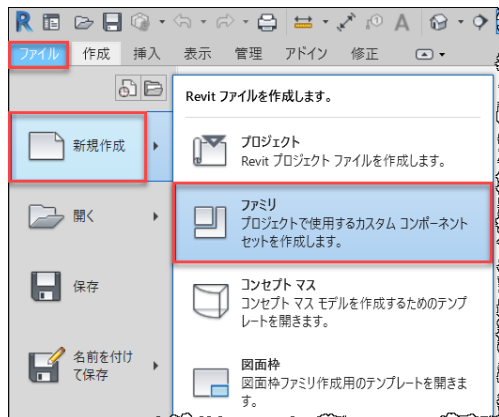 R
A
ファイル 作成 挿入 表示 管理 アドイン 修正
Revit ファイルを作成します。
新規作成
プロジェクト
Revit プロジェクト ファイルを作成します。
ファミリ
プロジェクトで使用するカスタム コンポーネント
セットを作成します。
開く
保存
コンセプト マス
コンセプト マス モデルを作成するためのテンプ
レートを開きます。
名前を付け
て保存
図面枠
図面枠ファミリ作成用のテンプレートを開きま
す。